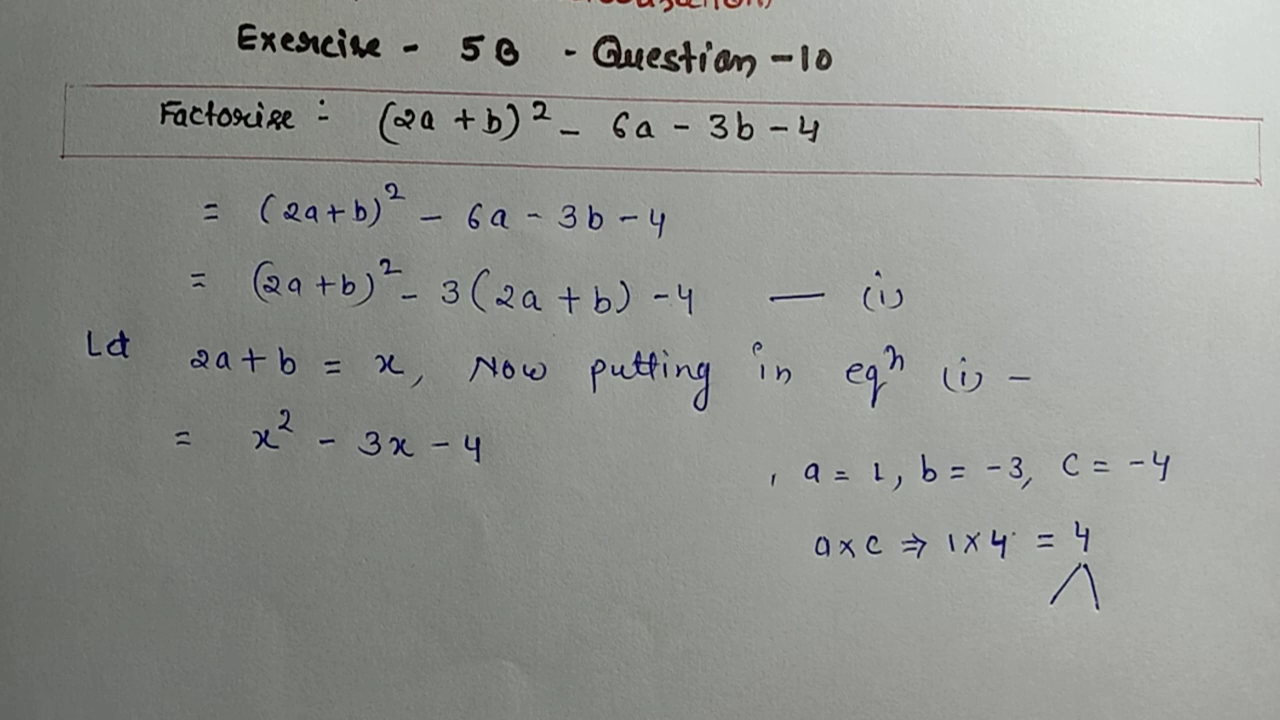 Exercise - 5B - Question - 10
Factorise :- (2a + b)² - 6a - 3b - 4
= (2a+b)² - 6a - 3b - 4
= (2a+b)² - 3(2a + b) - 4 — (i)
Let 2a + b = x, Now putting in eqⁿ (i) -
= x² - 3x - 4
, a = 1, b = -3, C = -4
a×c ⇒ 1×4 = 4